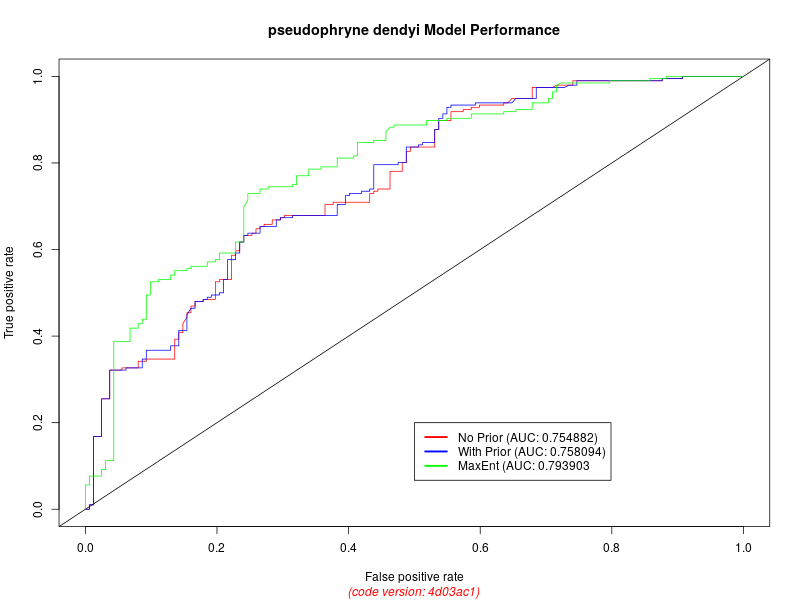 pseudophryne dendyi Model Performance
True positive rate
1.0
0.8
0.6
0.4
0.2
0.0
No Prior (AUC: 0.754882)
With Prior (AUC: 0.758094)
MaxEnt (AUC: 0.793903
0.0 0.2 0.4 0.6 0.8 1.0
False positive rate
(code version: 4d03ac1)